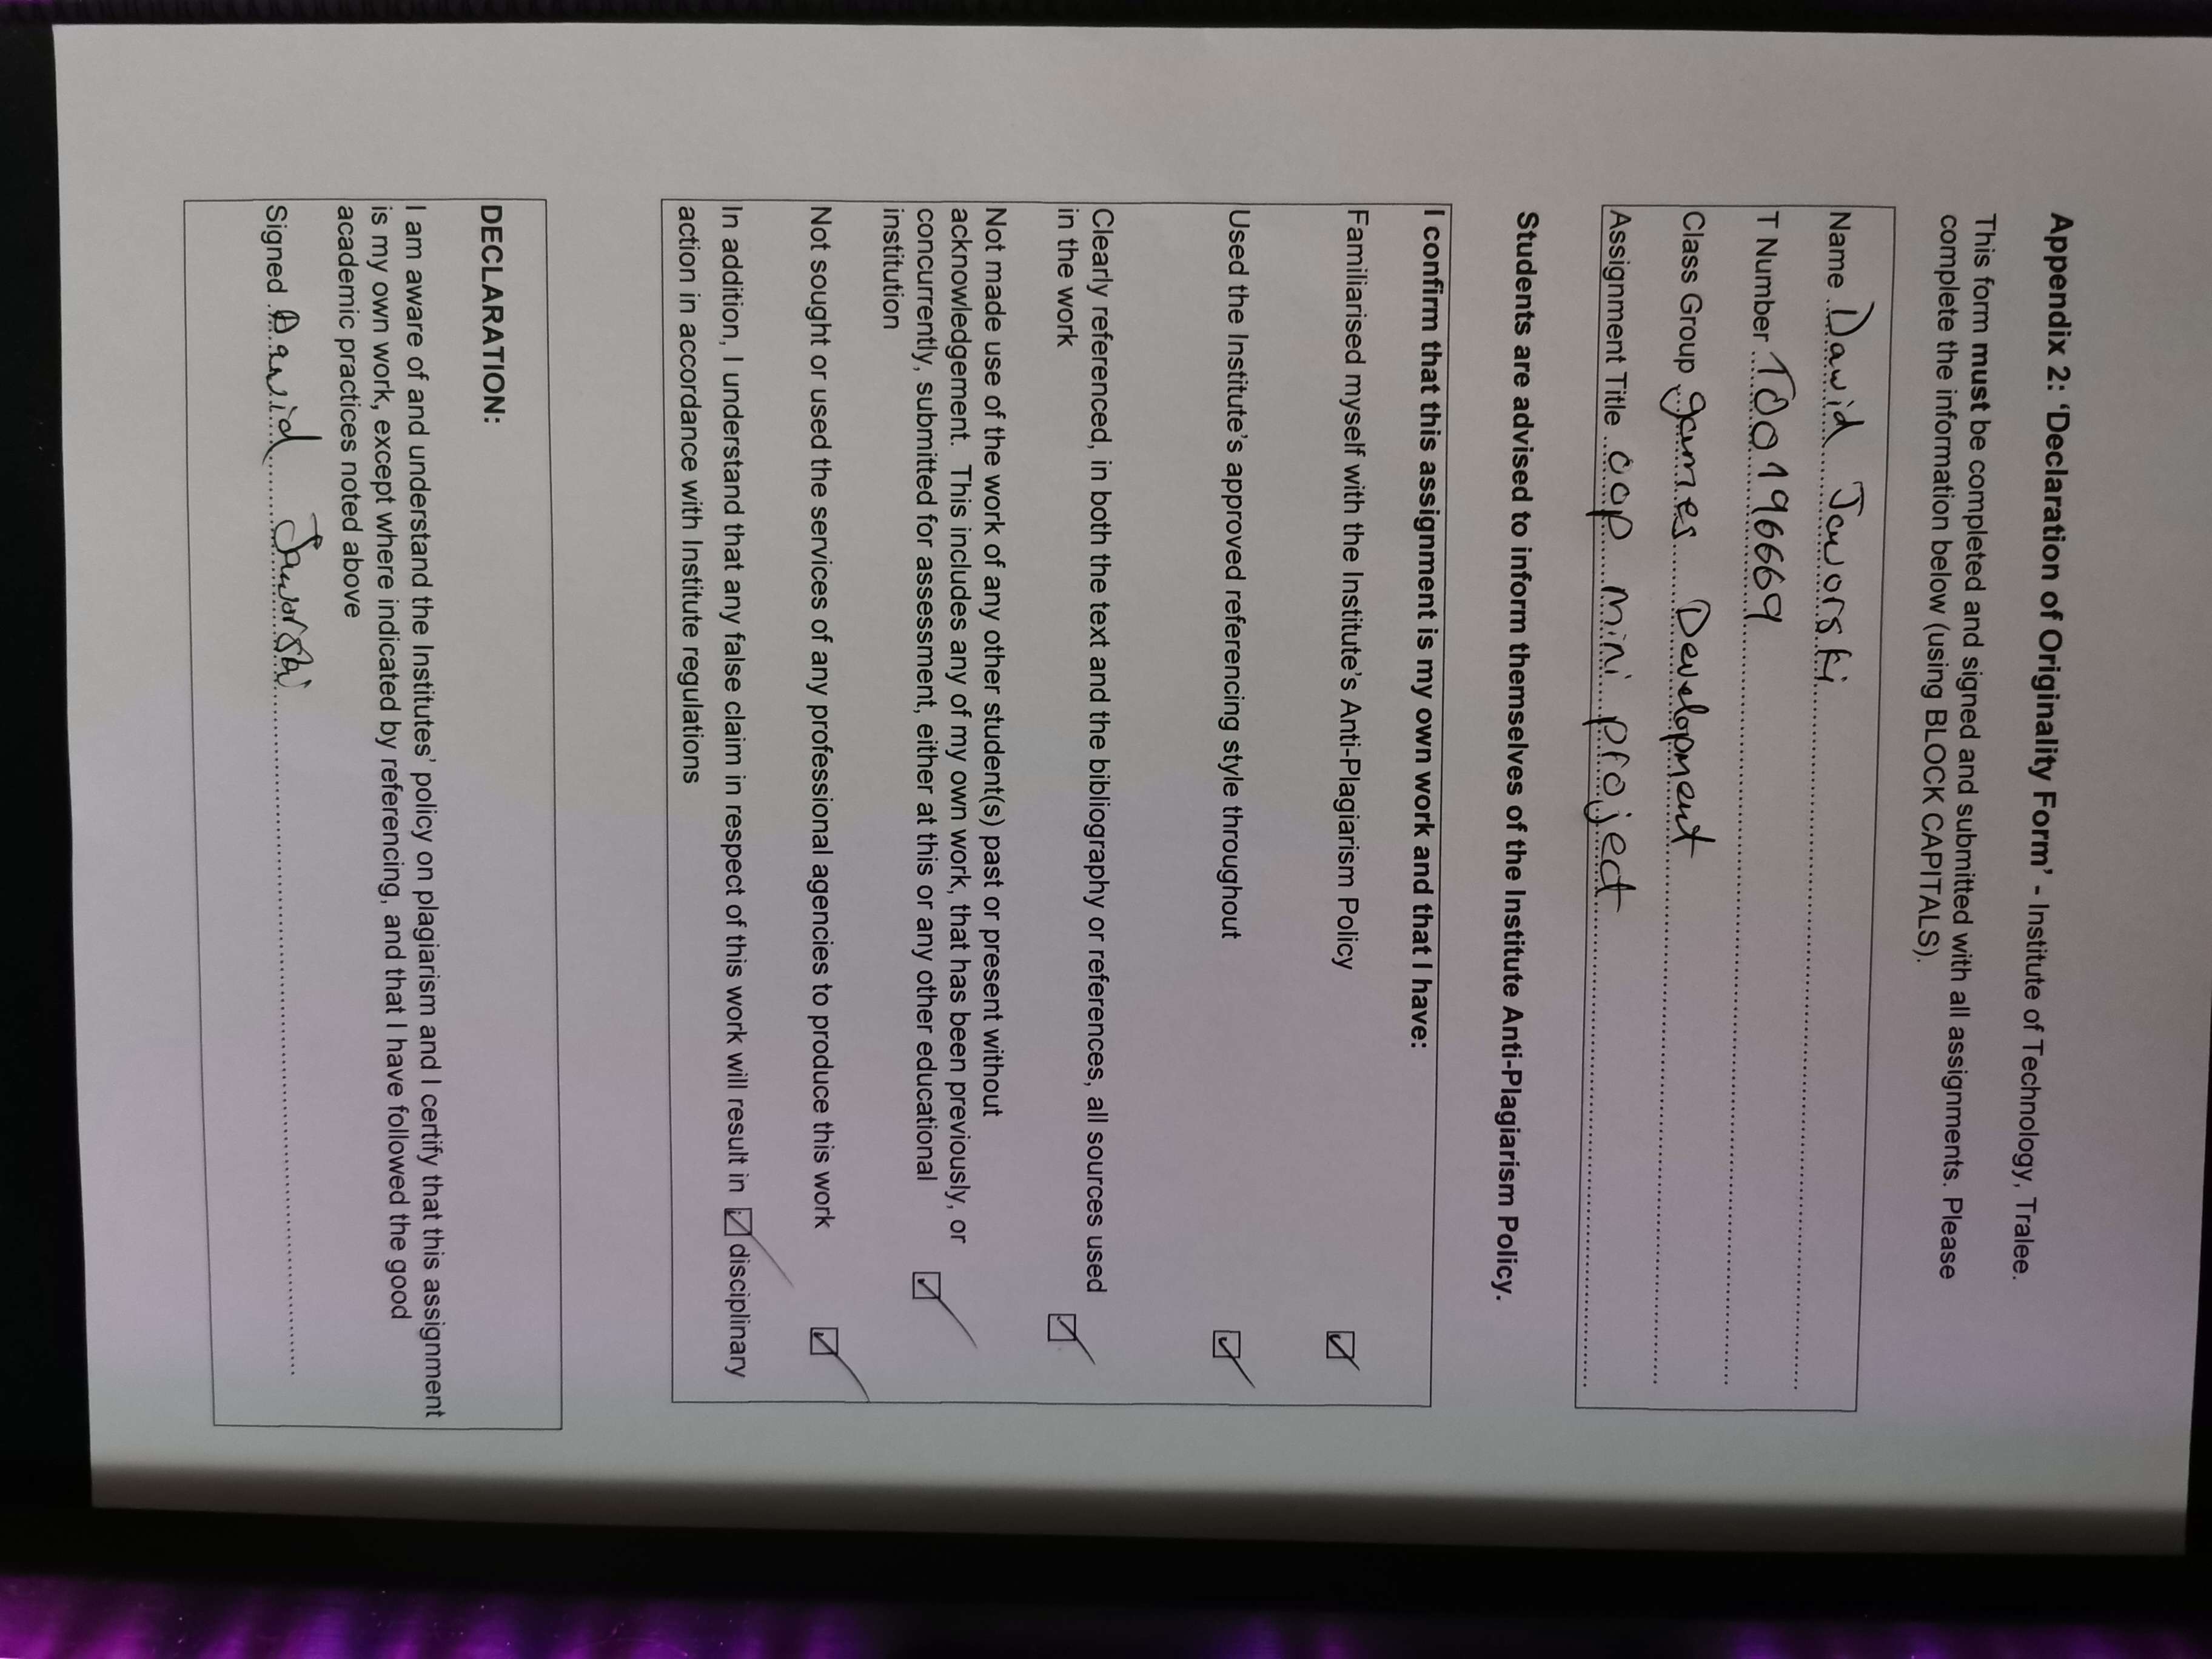 Appendix 2: ‘Declaration of Originality Form’ - Institute of Technology, Tralee.
This form must be completed and signed and submitted with all assignments. Please
complete the information below (using BLOCK CAPITALS).
Name Dawid Jaworski
T Number T00196669
Class Group games Development
Assignment Title oop mini project
Students are advised to inform themselves of the Institute Anti-Plagiarism Policy.
I confirm that this assignment is my own work and that I have:
Familiarised myself with the Institute’s Anti-Plagiarism Policy
Used the Institute’s approved referencing style throughout
Clearly referenced, in both the text and the bibliography or references, all sources used
in the work
Not made use of the work of any other student(s) past or present without
acknowledgement. This includes any of my own work, that has been previously, or
concurrently, submitted for assessment, either at this or any other educational
institution
Not sought or used the services of any professional agencies to produce this work
In addition, I understand that any false claim in respect of this work will result in disciplinary
action in accordance with Institute regulations
DECLARATION:
I am aware of and understand the Institutes’ policy on plagiarism and I certify that this assignment
is my own work, except where indicated by referencing, and that I have followed the good
academic practices noted above
Signed Dawid Jaworski